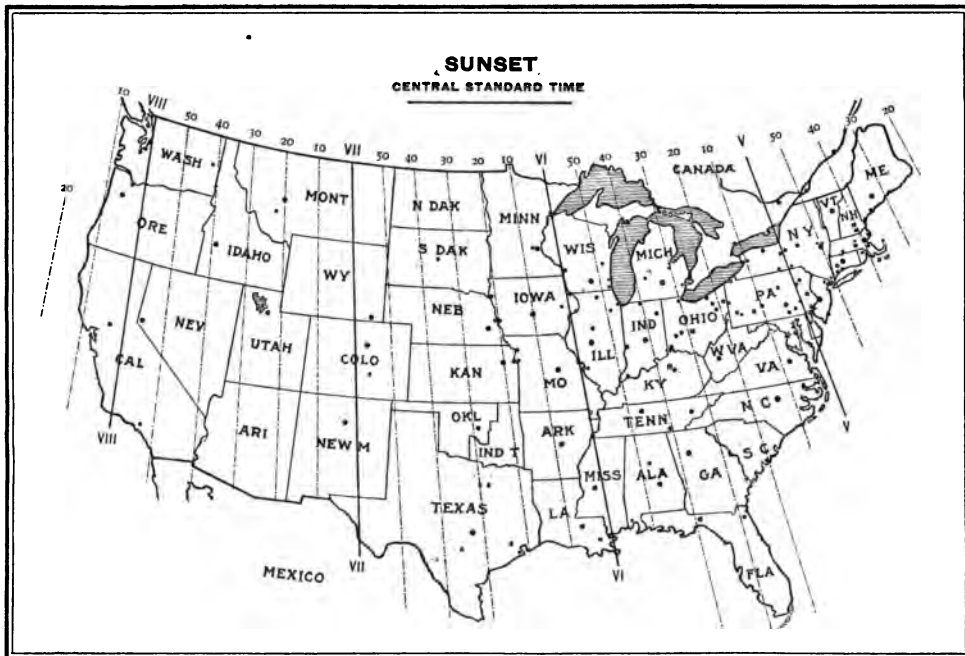 SUNSET
CENTRAL STANDARD TIME
10 VIII 50 40 30 20 10 VII 50 40 30 20 10 VI 50 40 30 20 10 V 50 40 30 20
20
CANADA
WASH
MONT
N DAK
MINN
ME
VT
NH
ORE
IDAHO
S DAK
WIS
MICH
N Y
WY
IOWA
PA
NEV
NEB
UTAH
COLO
ILL
IND
OHIO
W VA
CAL
KAN
MO
KY
VA
ARI
NEW M
OKL
IND T
ARK
TENN
N C
S C
VIII
V
TEXAS
LA
MISS
ALA
GA
MEXICO
VII
VI
FLA